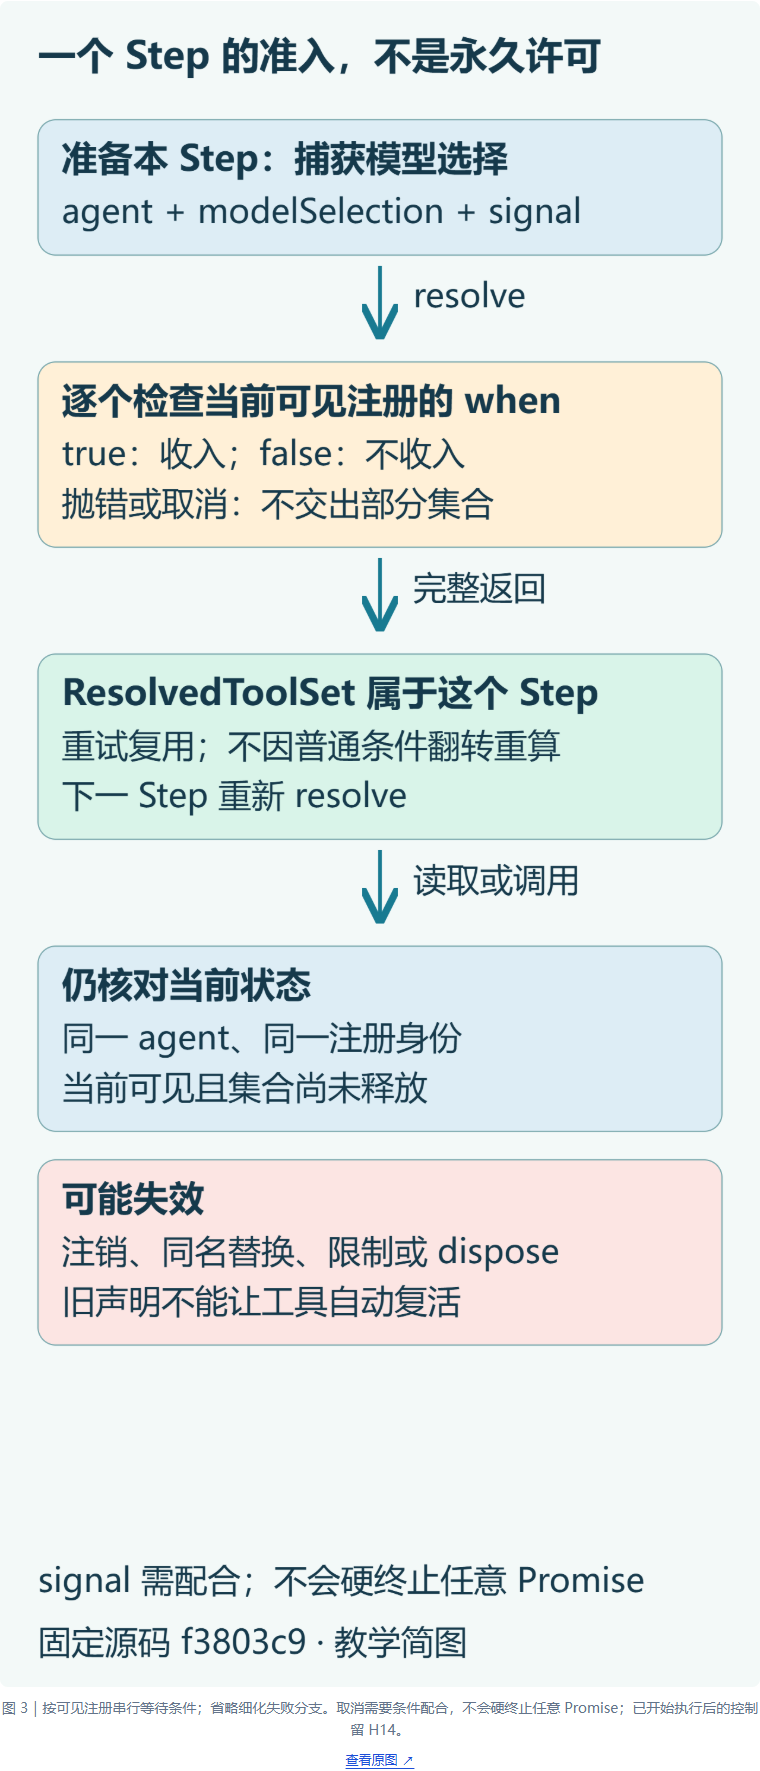 一个 Step 的准入，不是永久许可
准备本 Step：捕获模型选择
agent + modelSelection + signal
resolve
逐个检查当前可见注册的 when
true：收入；false：不收入
抛错或取消：不交出部分集合
完整返回
ResolvedToolSet 属于这个 Step
重试复用；不因普通条件翻转重算
下一 Step 重新 resolve
读取或调用
仍核对当前状态
同一 agent、同一注册身份
当前可见且集合尚未释放
可能失效
注销、同名替换、限制或 dispose
旧声明不能让工具自动复活
signal 需配合；不会硬终止任意 Promise
固定源码 f3803c9 · 教学简图
图 3｜按可见注册串行等待条件；省略细化失败分支。取消需要条件配合，不会硬终止任意 Promise；已开始执行后的控制
留 H14。
查看原图 ↗